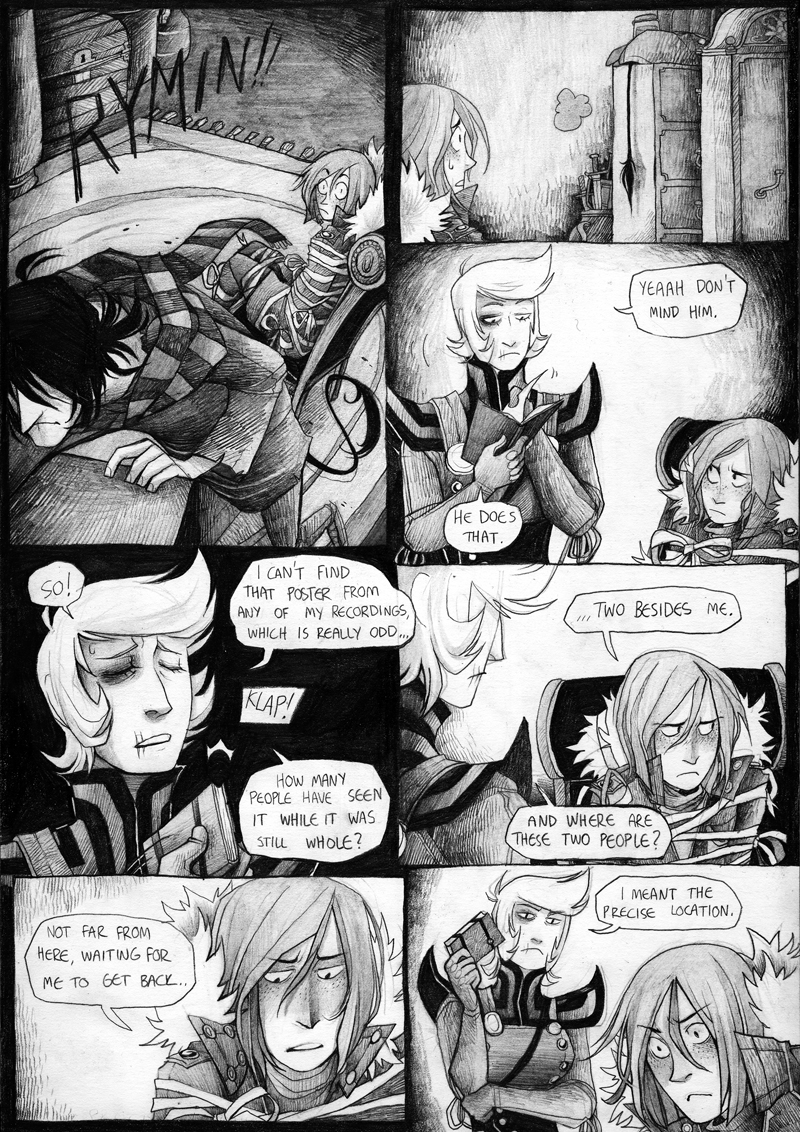 RYMIN!!
YEAAH DON'T
MIND HIM.
HE DOES
THAT.
SO!
I CAN'T FIND
THAT POSTER FROM
ANY OF MY RECORDINGS,
WHICH IS REALLY ODD...
KLAP!
HOW MANY
PEOPLE HAVE SEEN
IT WHILE IT WAS
STILL WHOLE?
...TWO BESIDES ME.
AND WHERE ARE
THESE TWO PEOPLE?
NOT FAR FROM
HERE, WAITING FOR
ME TO GET BACK...
I MEANT THE
PRECISE LOCATION.